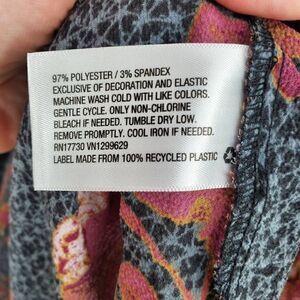 97% POLYESTER / 3% SPANDEX
EXCLUSIVE OF DECORATION AND ELASTIC
MACHINE WASH COLD WITH LIKE COLORS.
GENTLE CYCLE. ONLY NON-CHLORINE
BLEACH IF NEEDED. TUMBLE DRY LOW.
REMOVE PROMPTLY. COOL IRON IF NEEDED.
RN17730 VN1299629
LABEL MADE FROM 100% RECYCLED PLASTIC